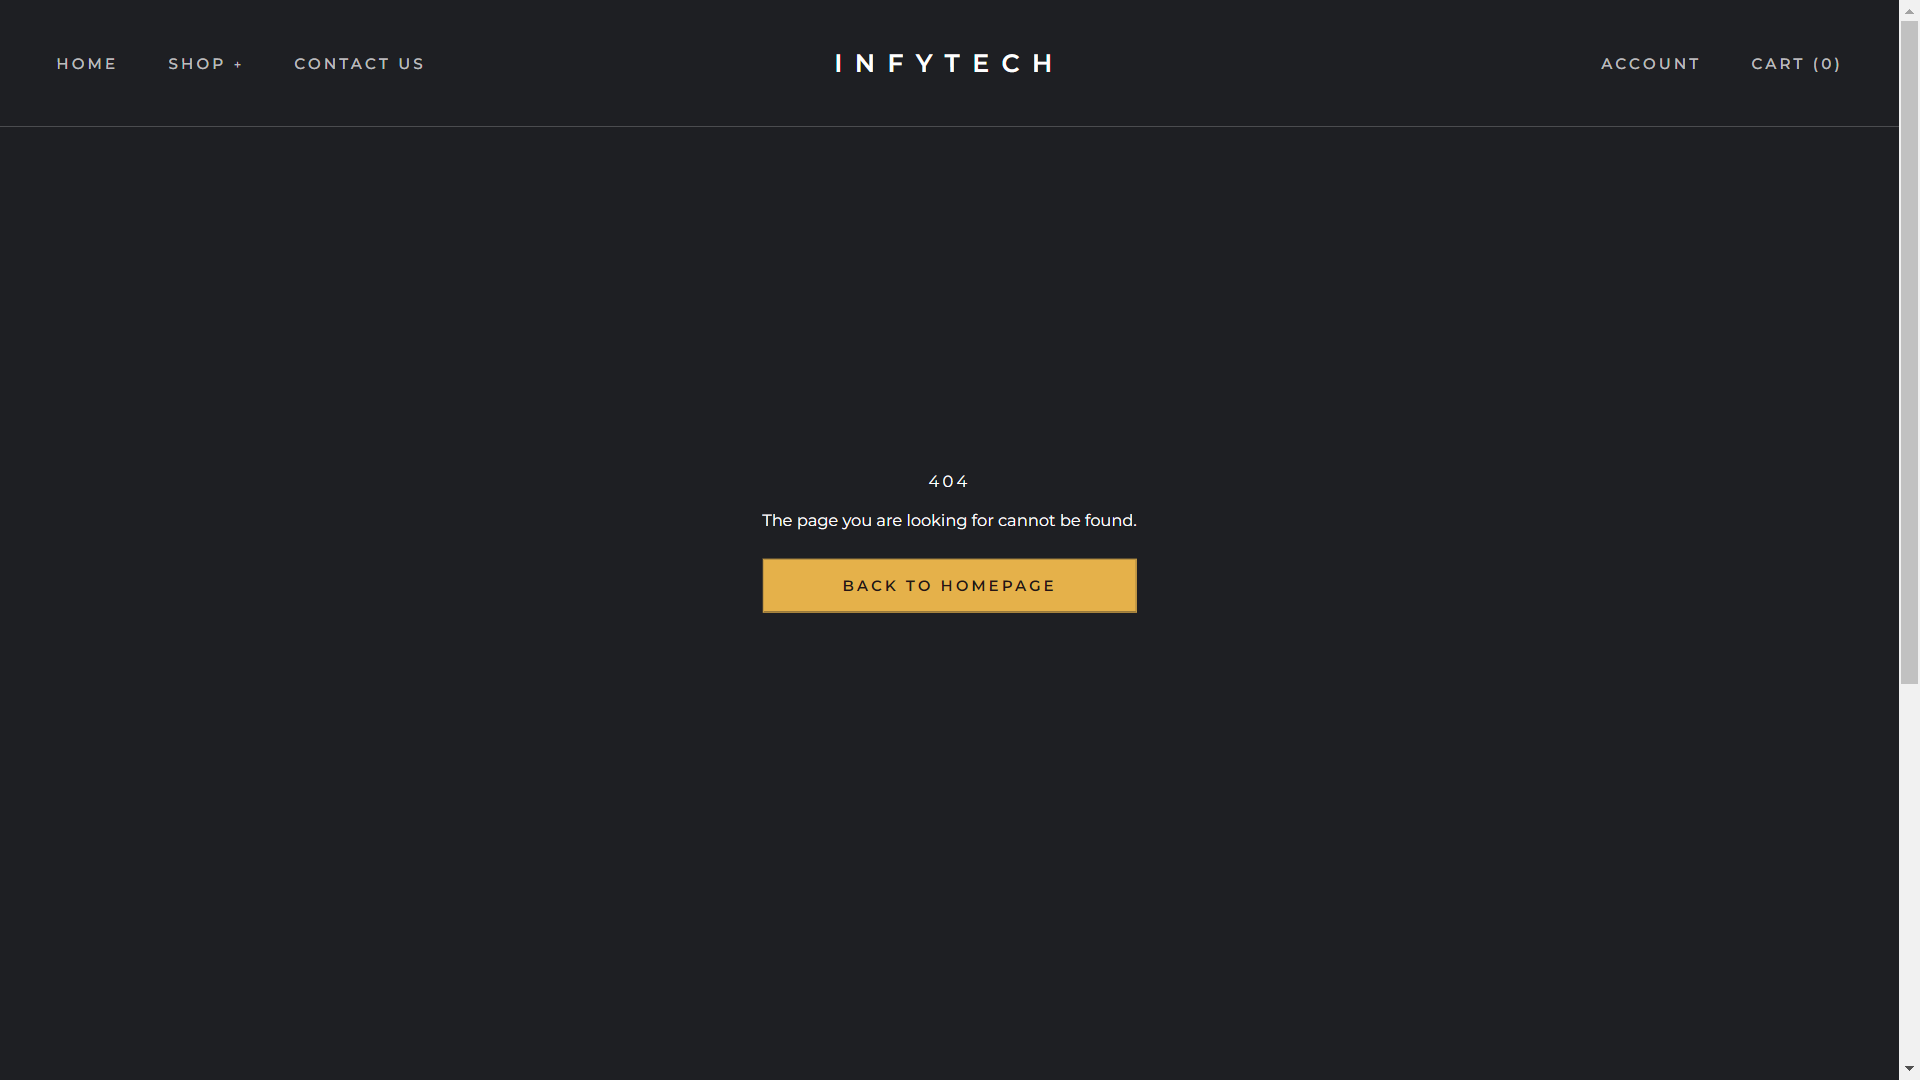 HOME
SHOP +
CONTACT US
INFYTECH
ACCOUNT
CART (0)
404
The page you are looking for cannot be found.
BACK TO HOMEPAGE